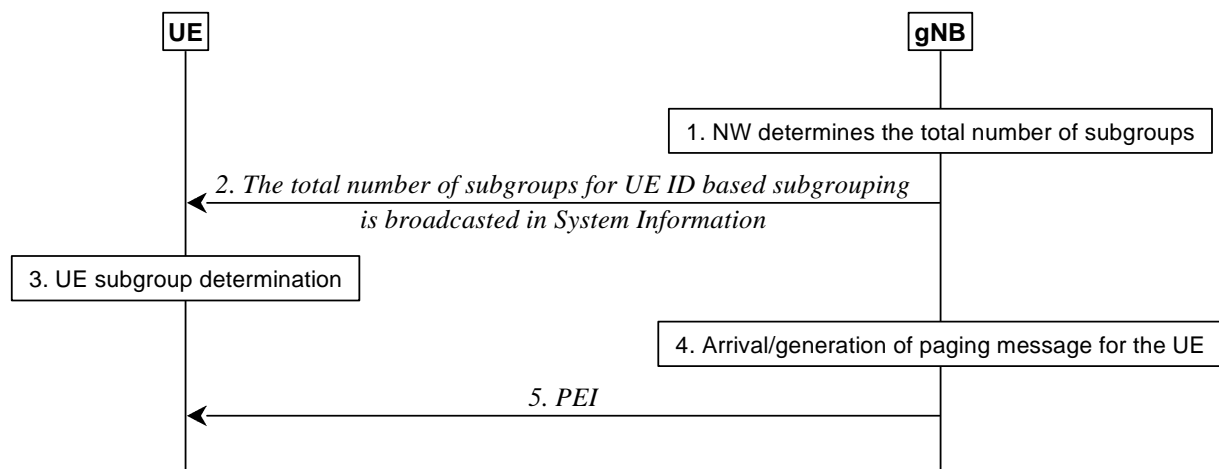 UE
gNB
1. NW determines the total number of subgroups
2. The total number of subgroups for UE ID based subgrouping
is broadcasted in System Information
3. UE subgroup determination
4. Arrival/generation of paging message for the UE
5. PEI